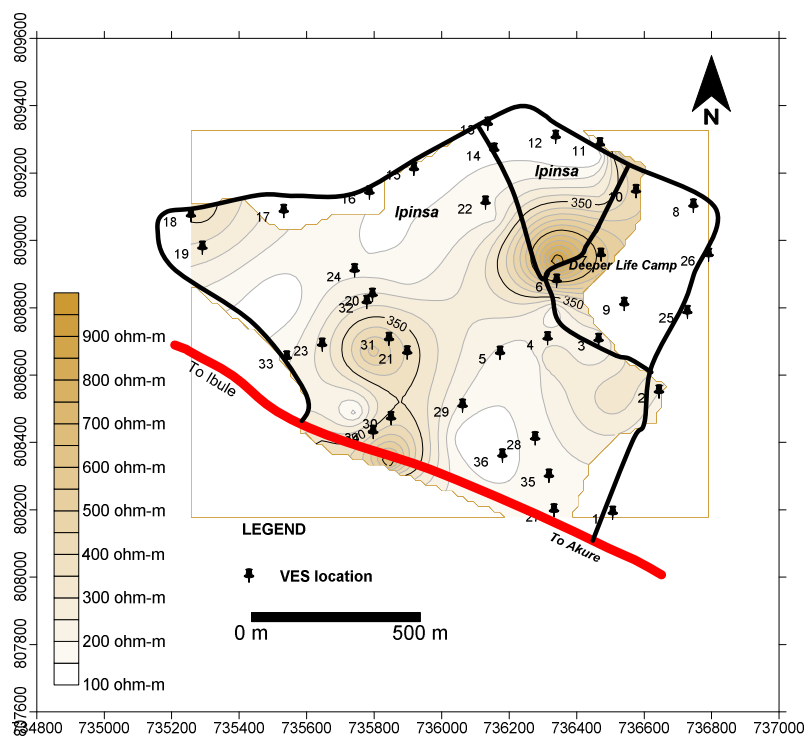 809600
809400
809200
809000
808800
808600
808400
808200
808000
807800
807600
734800 735000 735200 735400 735600 735800 736000 736200 736400 736600 736800 737000
N
13
12
11
14
Ipinsa
15
10
350
16
8
18
17
Ipinsa
22
19
7
Deeper Life Camp
26
24
6
20
32
350
9
25
350
23
31
4
3
21
5
33
To Ibule
2
29
30
28
36
35
27
1
To Akure
900 ohm-m
800 ohm-m
700 ohm-m
600 ohm-m
500 ohm-m
400 ohm-m
300 ohm-m
200 ohm-m
100 ohm-m
LEGEND
VES location
0 m 500 m